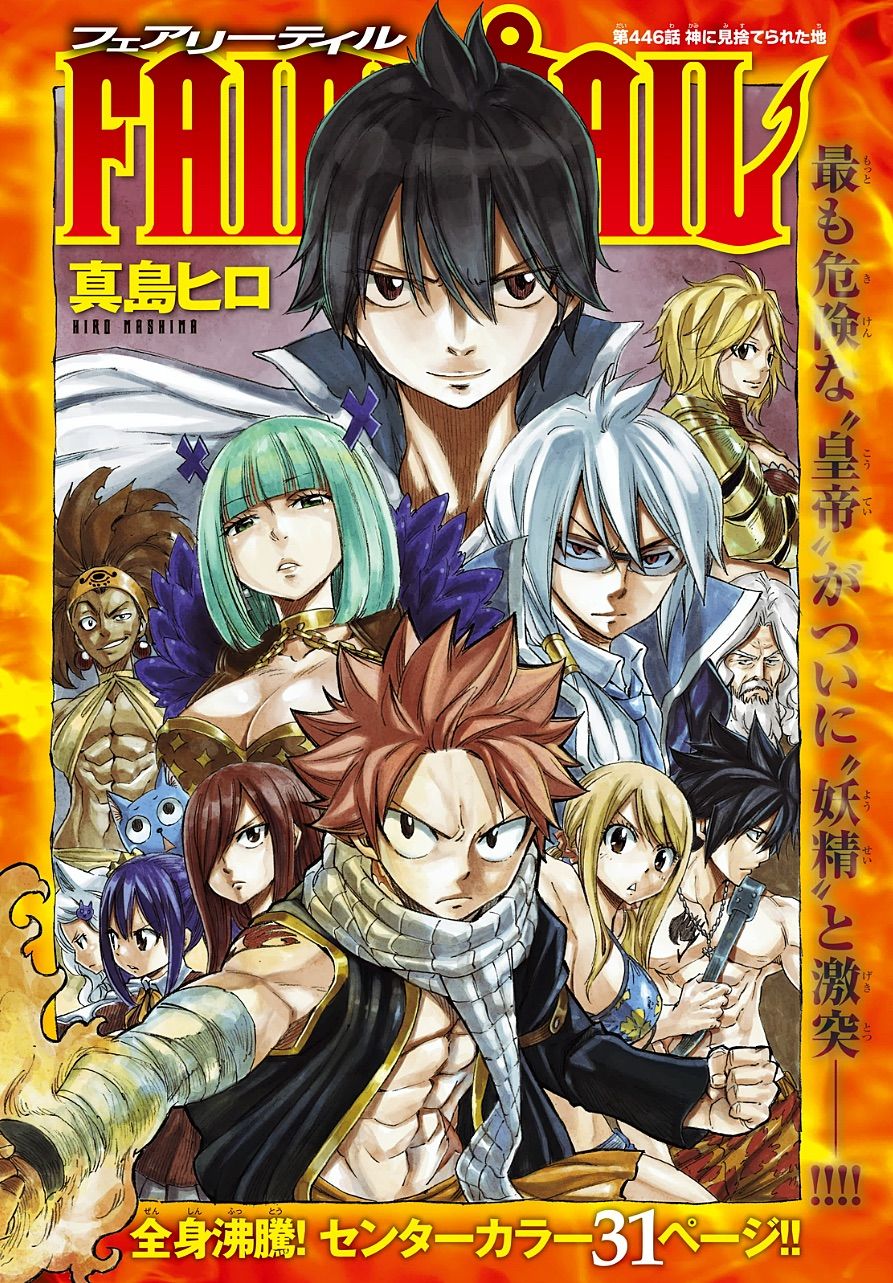 フェアリーテイル
第446話 神に見捨てられた地
FAIRY TAIL
真島ヒロ
HIRO MASHIMA
最も危険な〝皇帝〟がついに〝妖精〟と激突――!!!!
全身沸騰! センターカラー31ページ!!